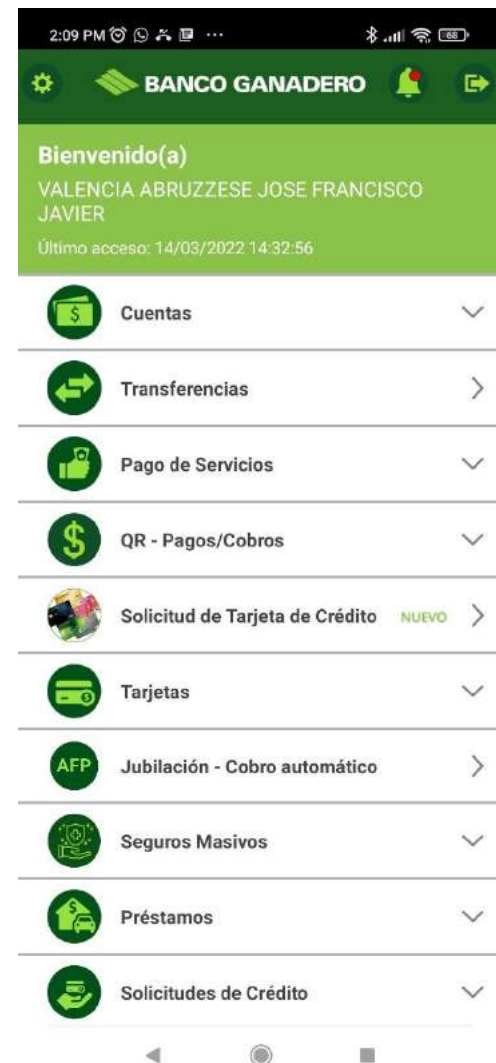 2:09 PM
68
BANCO GANADERO
Bienvenido(a)
VALENCIA ABRUZZESE JOSE FRANCISCO
JAVIER
Último acceso: 14/03/2022 14:32:56
$
Cuentas
Transferencias
Pago de Servicios
$
QR - Pagos/Cobros
Solicitud de Tarjeta de Crédito NUEVO
Tarjetas
AFP
Jubilación - Cobro automático
Seguros Masivos
$
Préstamos
Solicitudes de Crédito